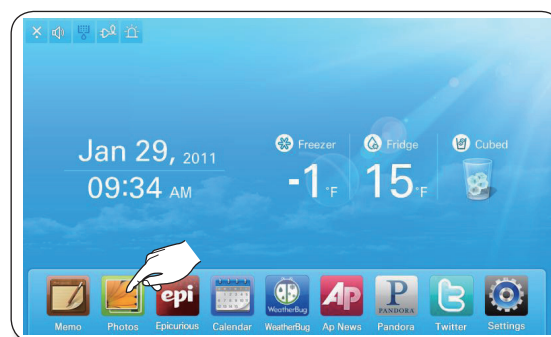 Freezer Fridge Cubed
Jan 29, 2011
-1 °F 15 °F
09:34 AM
epi WeatherBug AP P PANDORA
Memo Photos Epicurious Calendar WeatherBug Ap News Pandora Twitter Settings